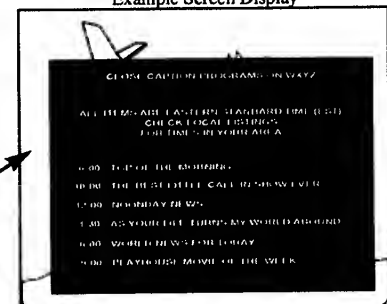 Example Screen Display
CLOSE CAPTION PROGRAMS ON WXYZ
ALL ITEMS ARE EASTERN STANDARD TIME (EST)
CHECK LOCAL LISTINGS
FOR TIMES IN YOUR AREA
6:00 TOP OF THE MORNING
10:00 THE BEST LITTLE CALL IN SHOW EVER
12:00 NOONDAY NEWS
1:30 AS YOUR LIFE TURNS MY WORLD AROUND
6:00 WORLD NEWS FOR TODAY
9:00 PLAYHOUSE MOVIE OF THE WEEK